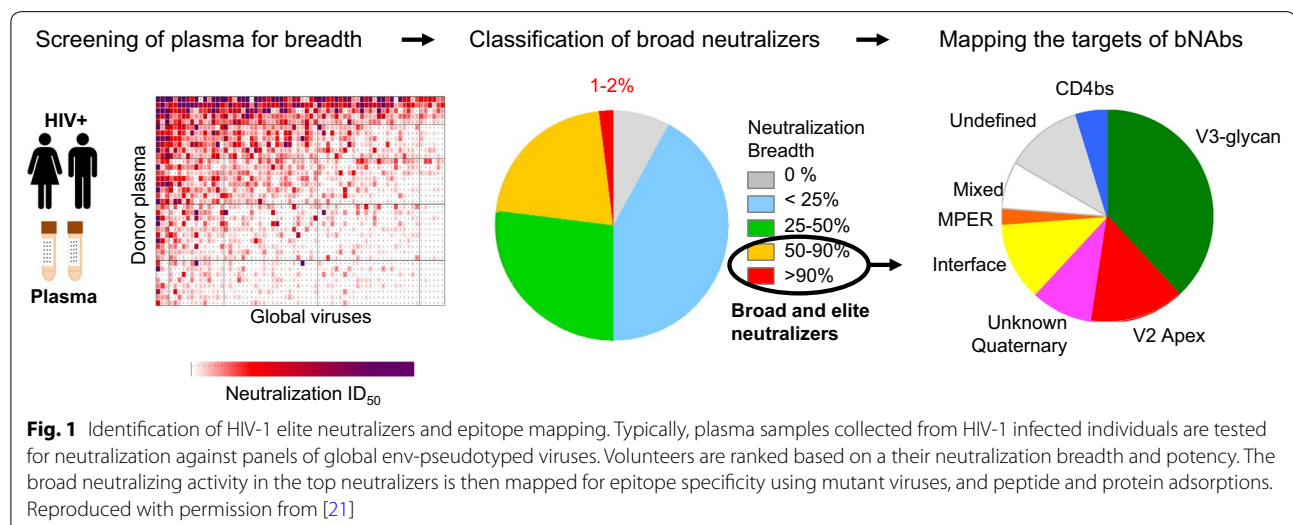 Screening of plasma for breadth → Classification of broad neutralizers → Mapping the targets of bNAbs
HIV+
Plasma
Donor plasma
Global viruses
Neutralization ID50
1-2%
Neutralization
Breadth
0 %
< 25%
25-50%
50-90%
>90%
Broad and elite
neutralizers
CD4bs
Undefined
V3-glycan
Mixed
MPER
Interface
Unknown
Quaternary
V2 Apex
Fig. 1 Identification of HIV-1 elite neutralizers and epitope mapping. Typically, plasma samples collected from HIV-1 infected individuals are tested
for neutralization against panels of global env-pseudotyped viruses. Volunteers are ranked based on a their neutralization breadth and potency. The
broad neutralizing activity in the top neutralizers is then mapped for epitope specificity using mutant viruses, and peptide and protein adsorptions.
Reproduced with permission from [21]